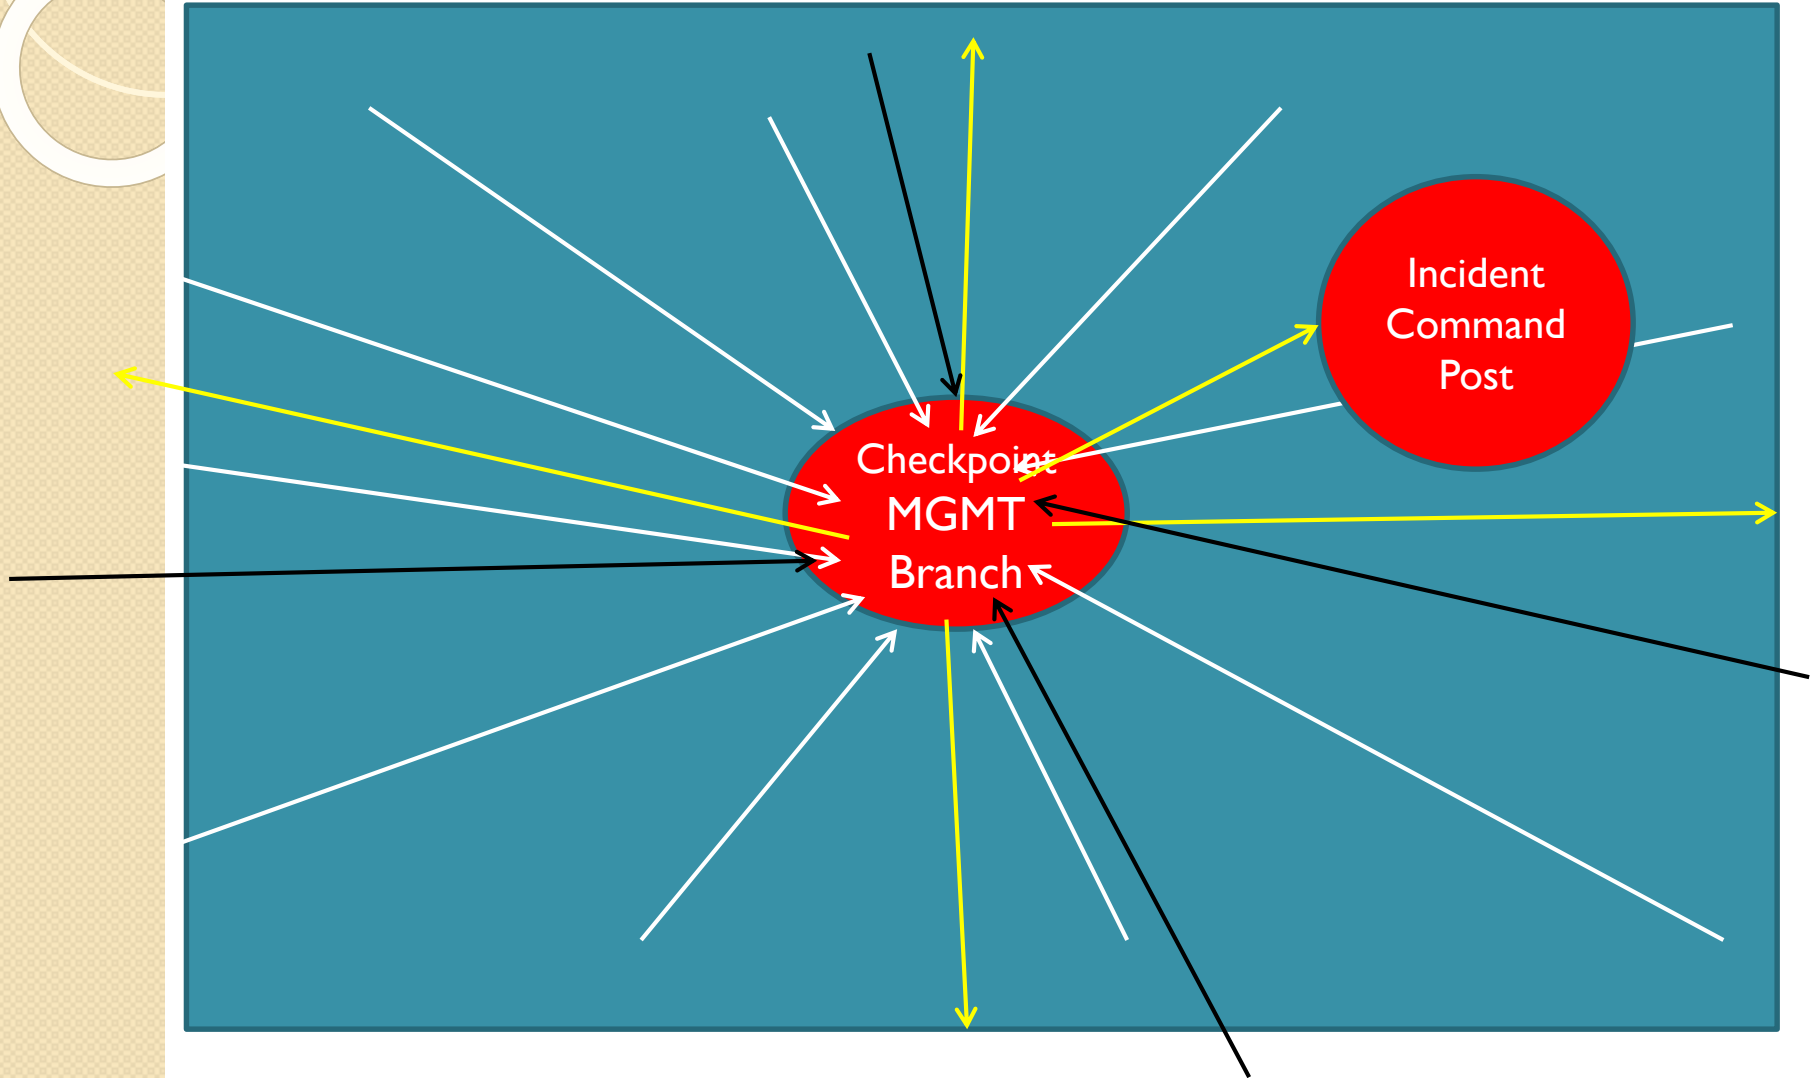 Incident
Command
Post
Checkpoint
MGMT
Branch